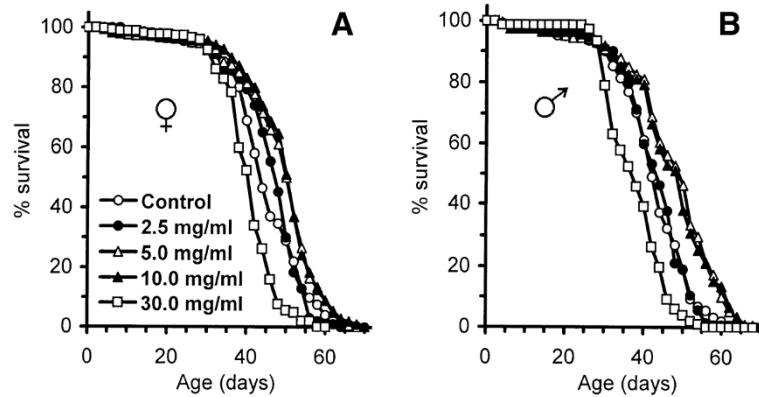 A
100
80
60
40
20
0
% survival
♀
Control
2.5 mg/ml
5.0 mg/ml
10.0 mg/ml
30.0 mg/ml
0 20 40 60
Age (days)
B
100
80
60
40
20
0
% survival
♂
0 20 40 60
Age (days)